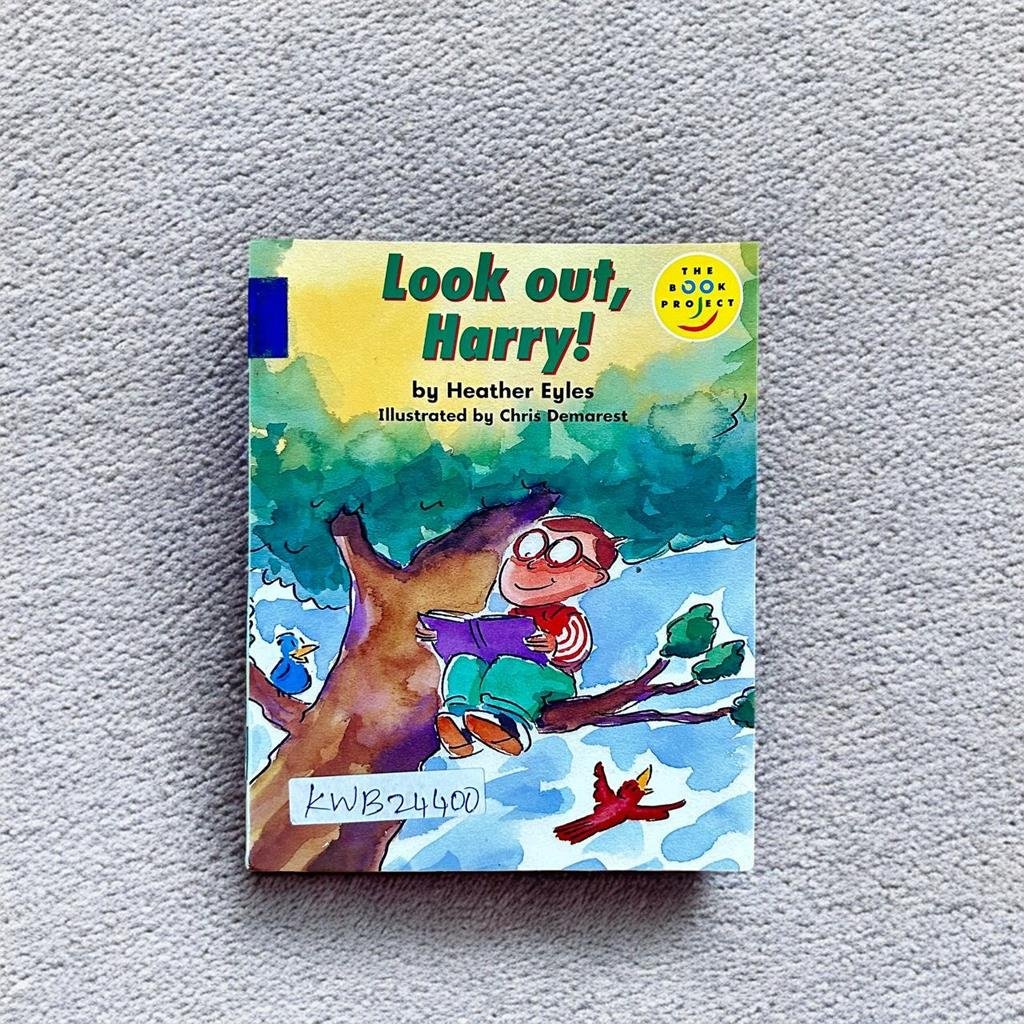 Look out,
Harry!
by Heather Eyles
Illustrated by Chris Demarest
THE
BOOK
PROJECT
KWB24400